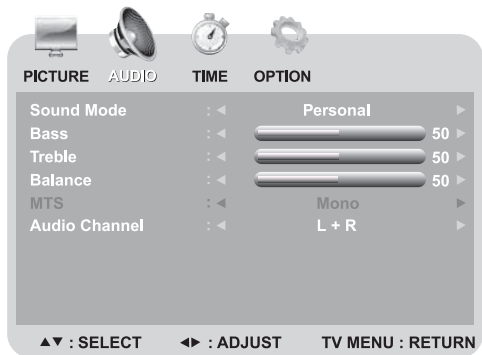 PICTURE AUDIO TIME OPTION
Sound Mode : ◀ Personal ▶
Bass : ◀ 50 ▶
Treble : ◀ 50 ▶
Balance : ◀ 50 ▶
MTS : ◀ Mono ▶
Audio Channel : ◀ L + R ▶
▲▼ : SELECT ◀▶ : ADJUST TV MENU : RETURN